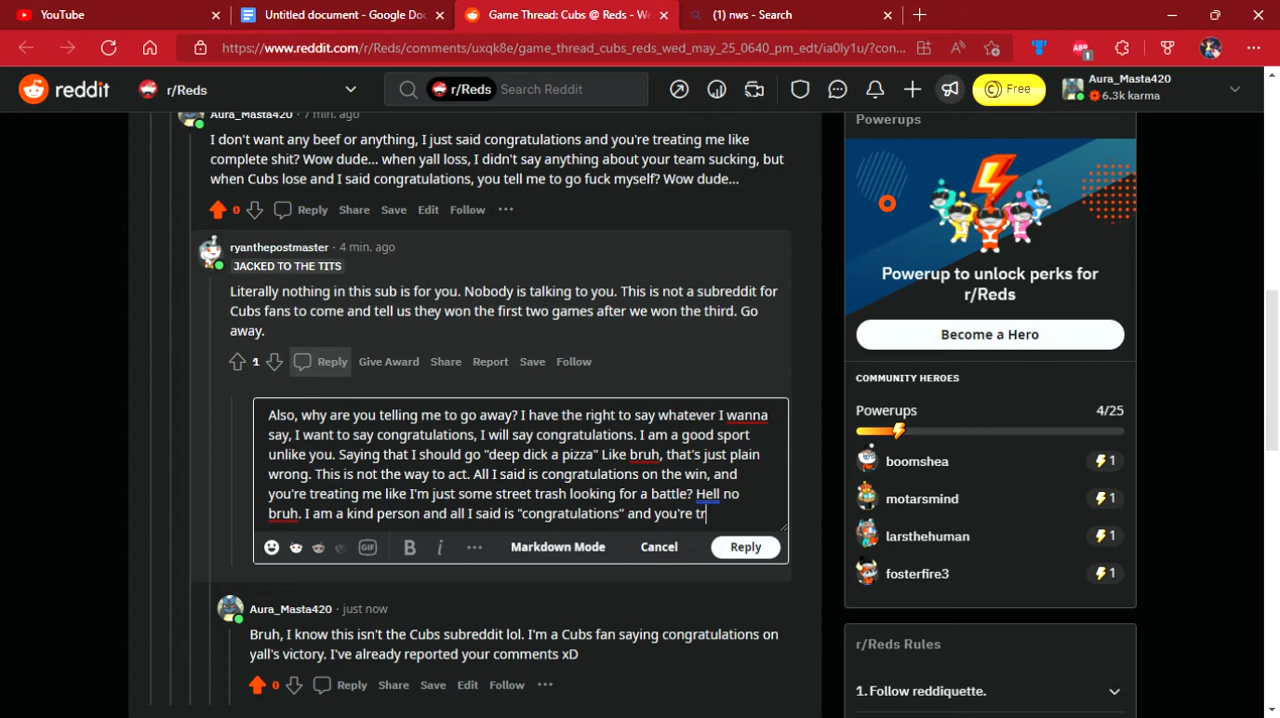 YouTube
Untitled document - Google Do
Game Thread: Cubs @ Reds - We
(1) nws - Search
https://www.reddit.com/r/Reds/comments/uxqk8e/game_thread_cubs_reds_wed_may_25_0640_pm_edt/ia0ly1u/?con...
ABP
1
reddit
r/Reds
r/Reds
Search Reddit
Free
Aura_Masta420
6.3k karma
Aura_Masta420 · 7 min. ago
I don't want any beef or anything, I just said congratulations and you're treating me like
complete shit? Wow dude... when yall loss, I didn't say anything about your team sucking, but
when Cubs lose and I said congratulations, you tell me to go fuck myself? Wow dude...
0
Reply Share Save Edit Follow
ryanthepostmaster · 4 min. ago
JACKED TO THE TITS
Literally nothing in this sub is for you. Nobody is talking to you. This is not a subreddit for
Cubs fans to come and tell us they won the first two games after we won the third. Go
away.
1
Reply Give Award Share Report Save Follow
Also, why are you telling me to go away? I have the right to say whatever I wanna
say, I want to say congratulations, I will say congratulations. I am a good sport
unlike you. Saying that I should go "deep dick a pizza" Like bruh, that's just plain
wrong. This is not the way to act. All I said is congratulations on the win, and
you're treating me like I'm just some street trash looking for a battle? Hell no
bruh. I am a kind person and all I said is "congratulations" and you're tr
GIF
B i
Markdown Mode
Cancel
Reply
Aura_Masta420 · just now
Bruh, I know this isn't the Cubs subreddit lol. I'm a Cubs fan saying congratulations on
yall's victory. I've already reported your comments xD
0
Reply Share Save Edit Follow
Powerups
Powerup to unlock perks for
r/Reds
Become a Hero
COMMUNITY HEROES
Powerups 4/25
boomshea 1
motarsmind 1
larsthehuman 1
fosterfire3 1
r/Reds Rules
1. Follow reddiquette.